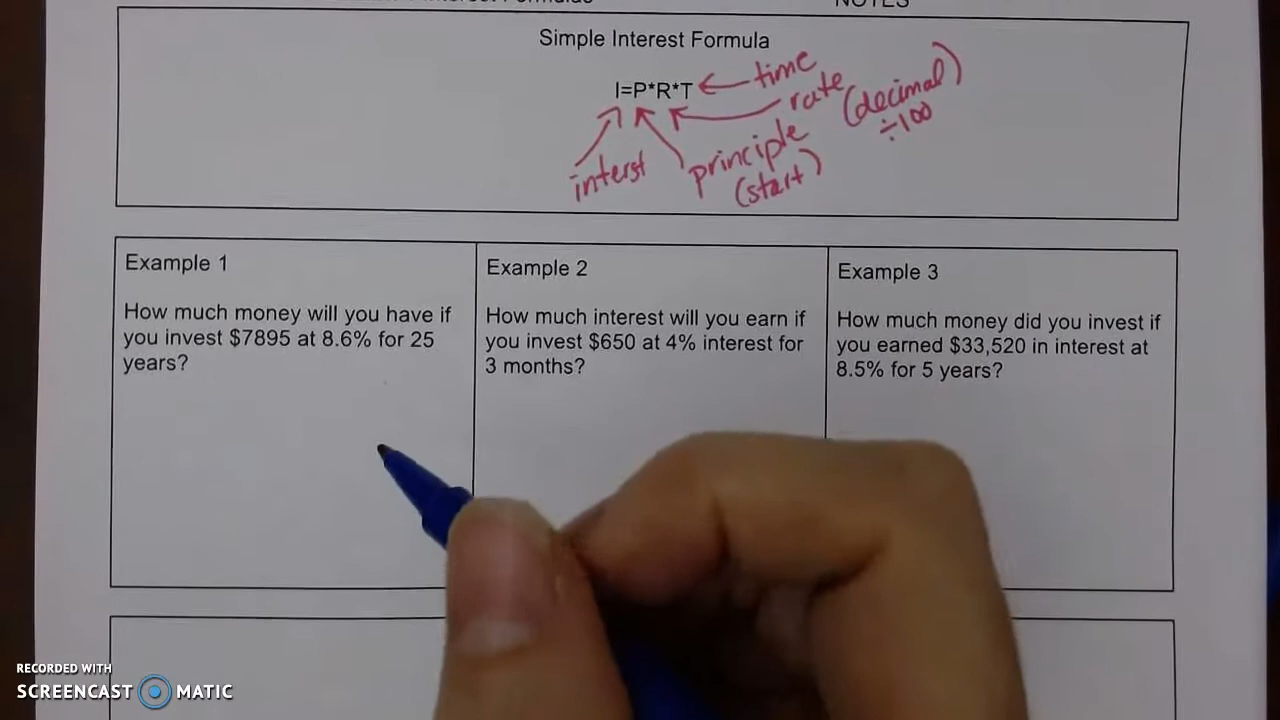 NOTES
Simple Interest Formula
I=P*R*T
time
rate (decimal)
÷100
interst
principle
(start)
Example 1
How much money will you have if
you invest $7895 at 8.6% for 25
years?
Example 2
How much interest will you earn if
you invest $650 at 4% interest for
3 months?
Example 3
How much money did you invest if
you earned $33,520 in interest at
8.5% for 5 years?
RECORDED WITH
SCREENCAST MATIC